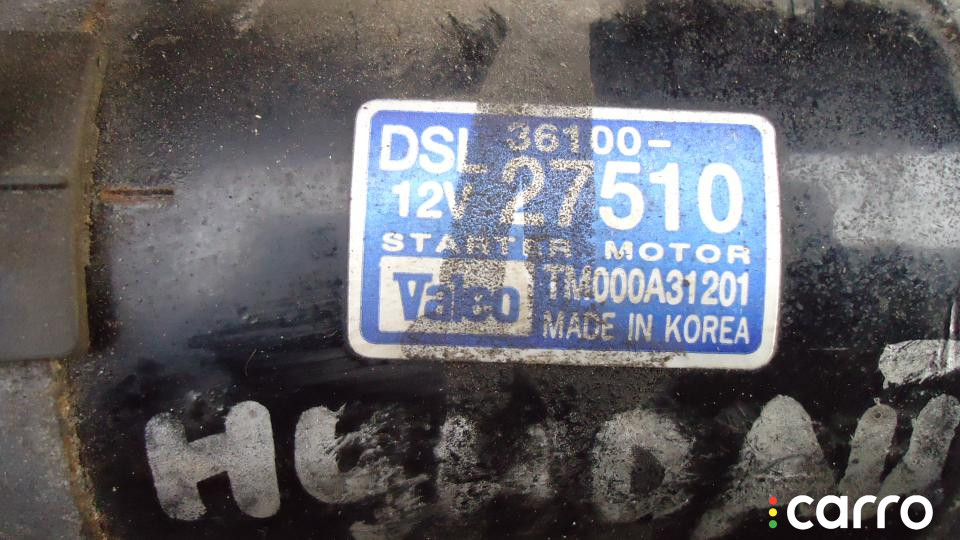 DSL 36100-
12V 27510
STARTER MOTOR
Valeo TM000A31201
MADE IN KOREA
carro